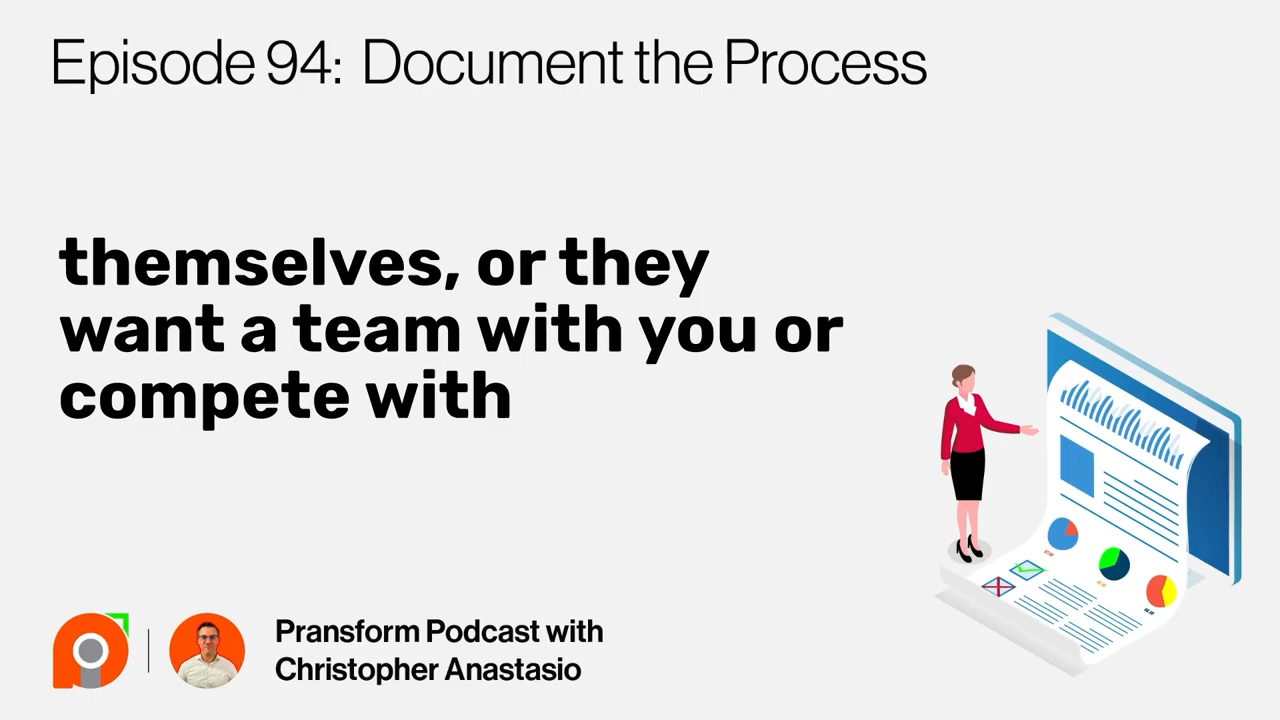 Episode 94: Document the Process
themselves, or they
want a team with you or
compete with
Pransform Podcast with
Christopher Anastasio